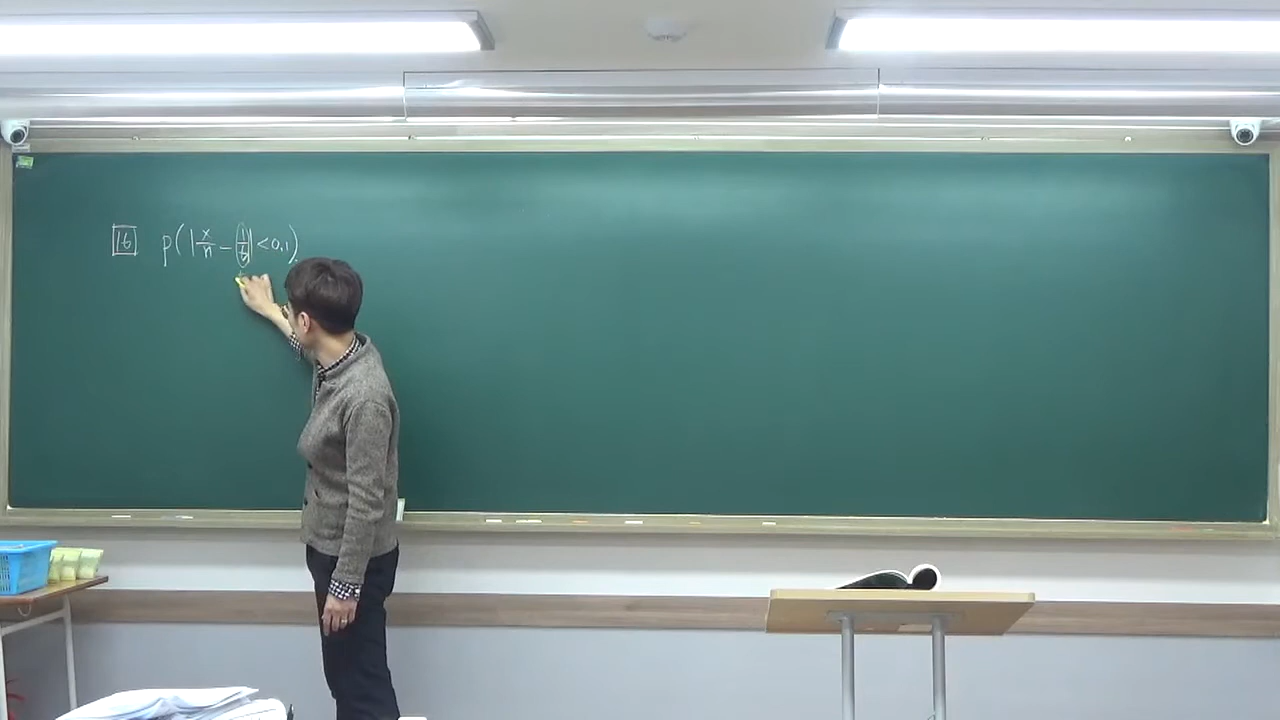 16 P(|X/n - 1/6| < 0.1)